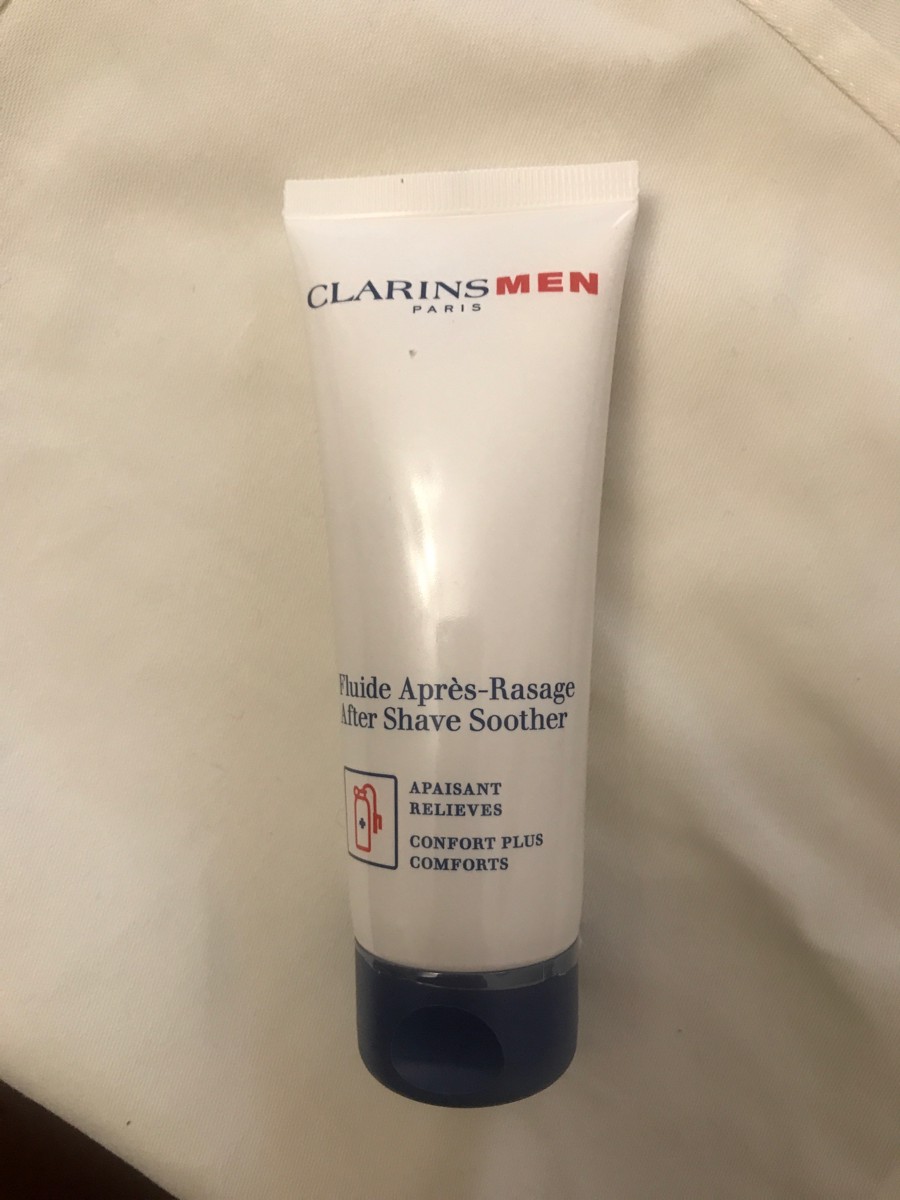 CLARINSMEN
PARIS
Fluide Après-Rasage
After Shave Soother
APAISANT
RELIEVES
CONFORT PLUS
COMFORTS